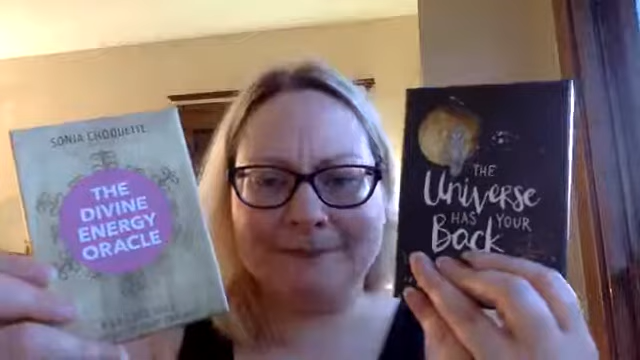 SONIA CHOQUETTE
THE
DIVINE
ENERGY
ORACLE
THE
Universe
HAS YOUR
Back